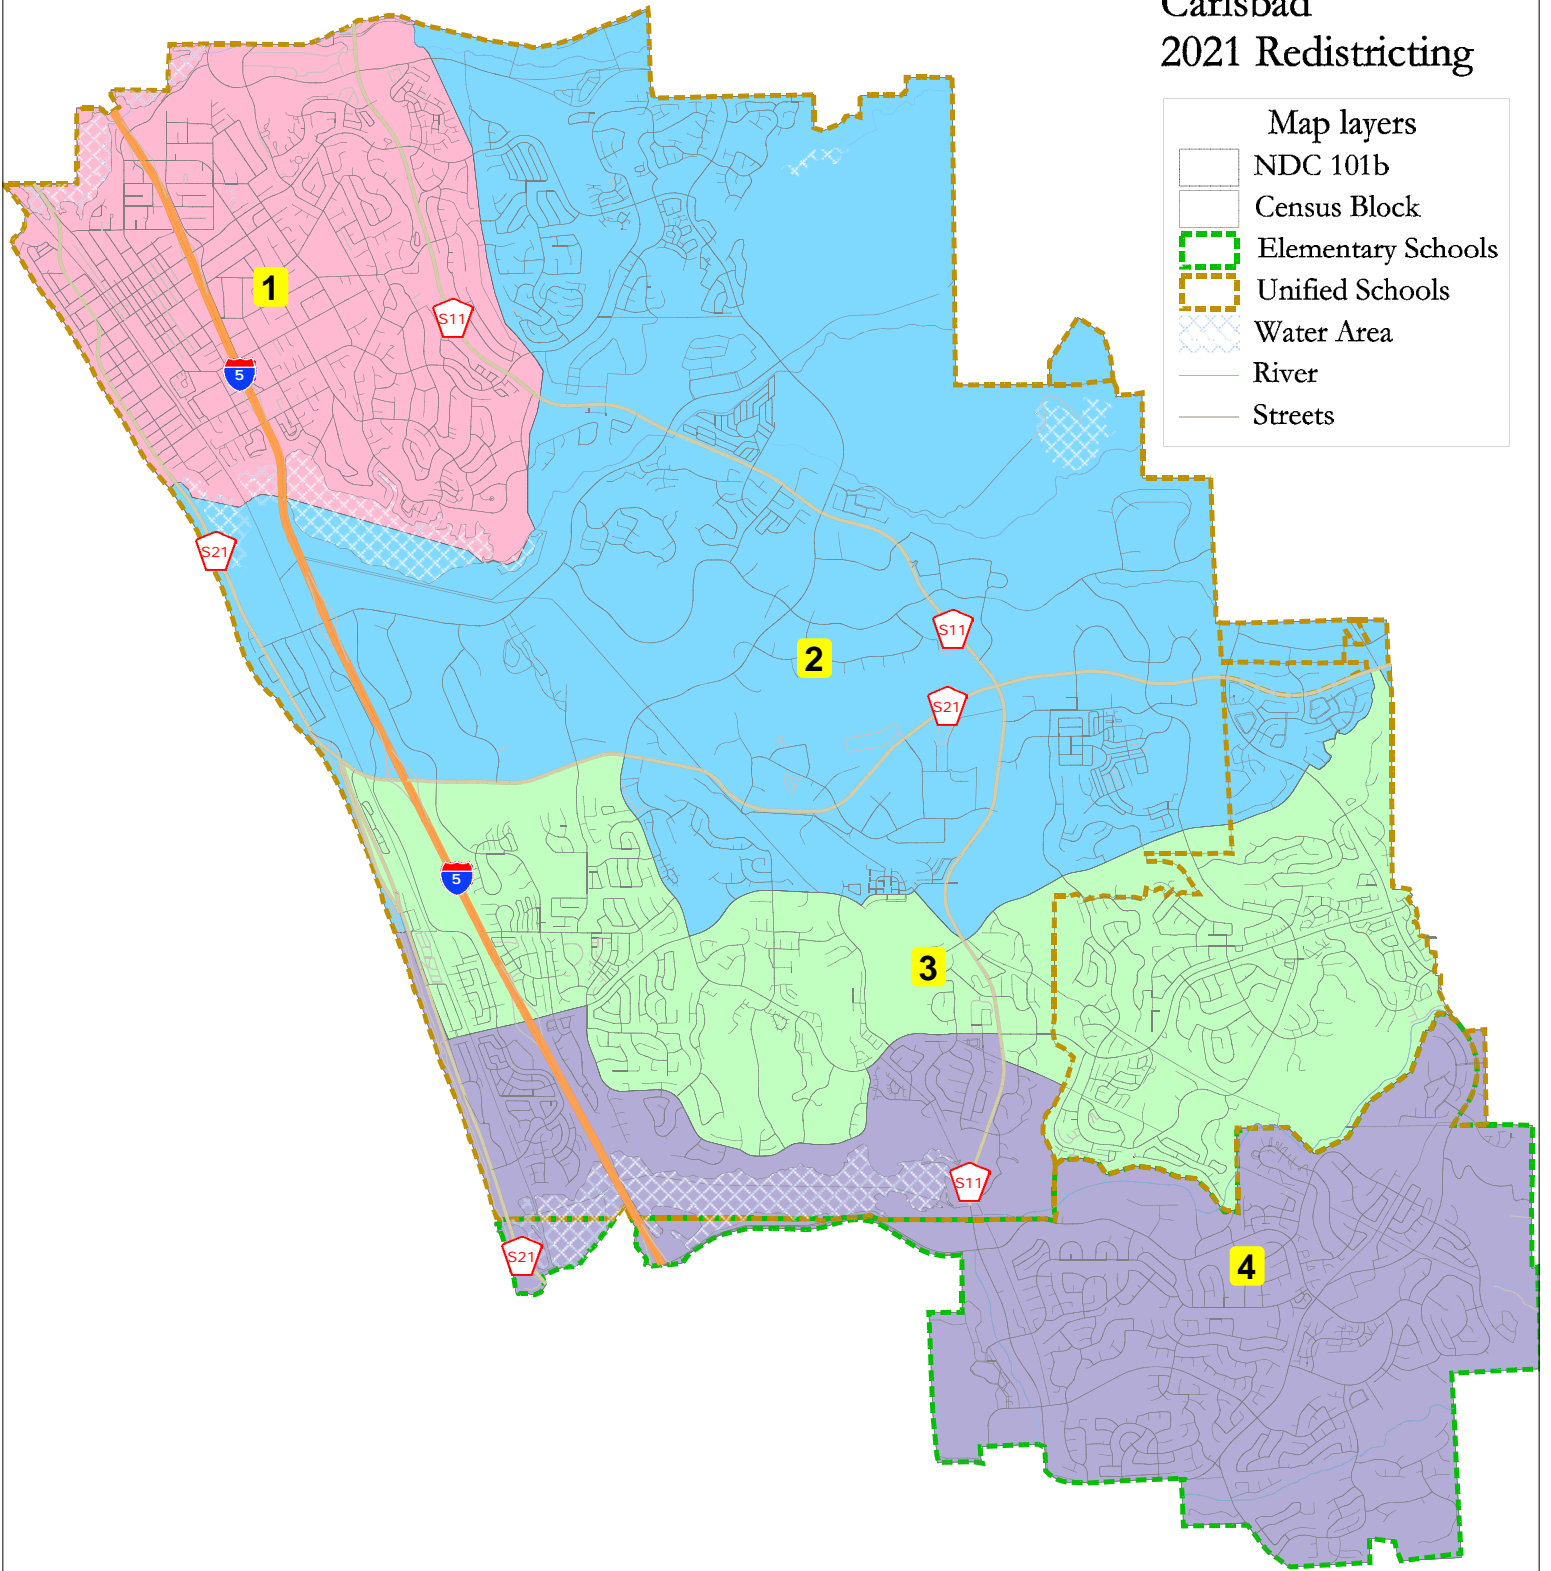 Carlsbad
2021 Redistricting
Map layers
NDC 101b
Census Block
Elementary Schools
Unified Schools
Water Area
River
Streets
1
S11
5
S21
S11
2
S21
5
3
S11
S21
4